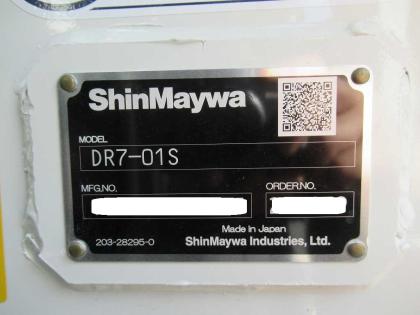 ShinMaywa
MODEL
DR7-01S
MFG.NO. ORDER.NO.
Made in Japan
203-28295-0 ShinMaywa Industries, Ltd.